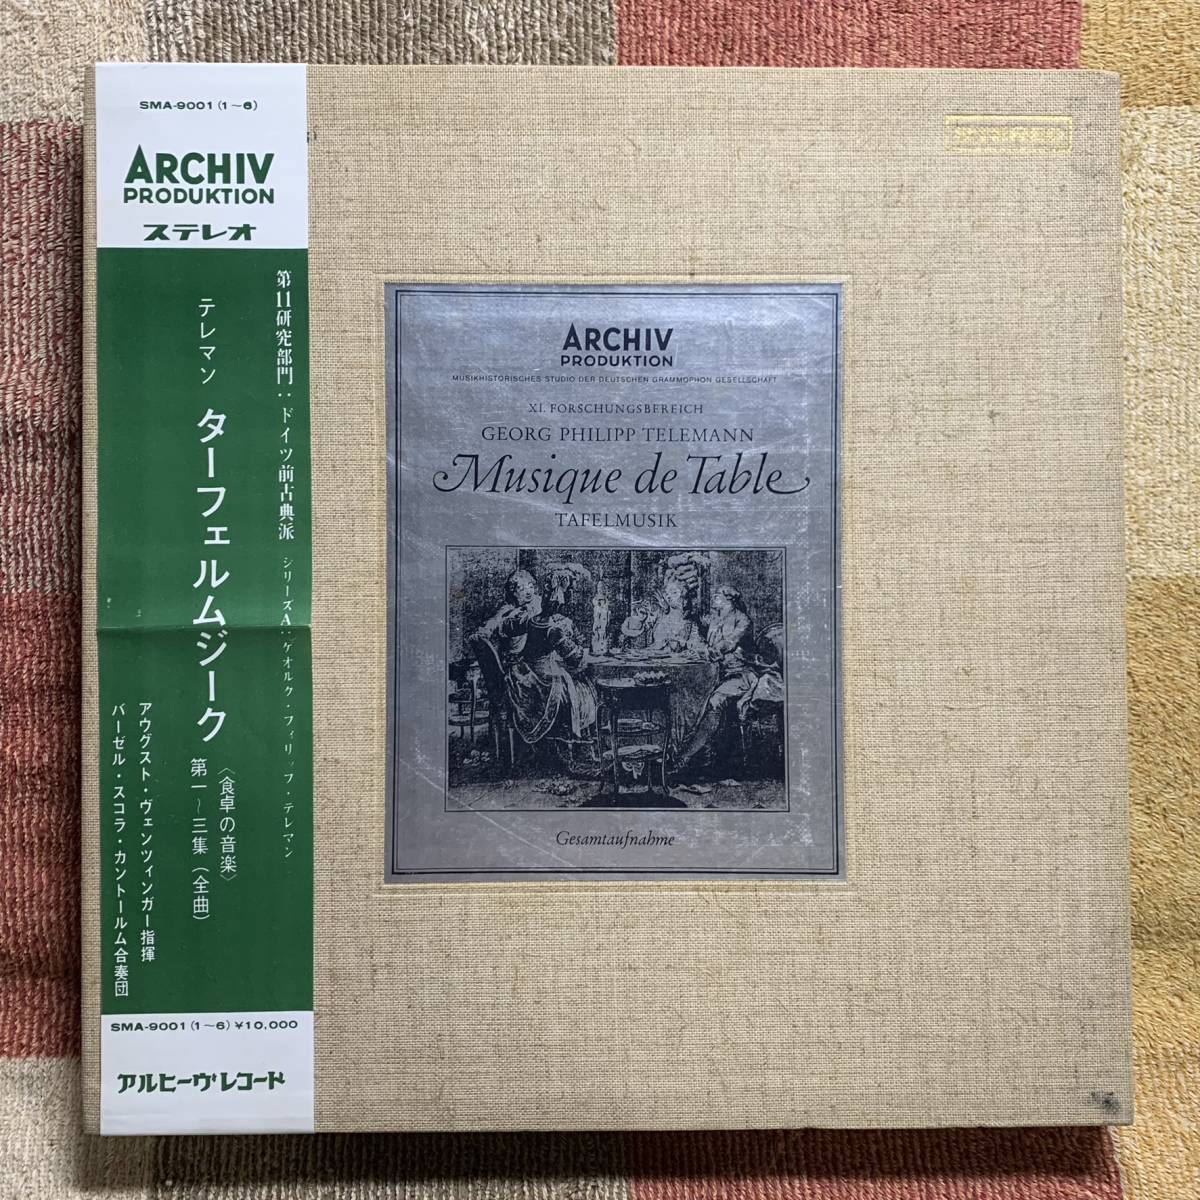 SMA-9001(1〜6)
ARCHIV
PRODUKTION
ステレオ
第11研究部門：ドイツ前古典派 シリーズA：ゲオルク・フィリップ・テレマン
テレマン ターフェルムジーク
〈食卓の音楽〉
第一〜三集(全曲)
アウグスト・ヴェンツィンガー指揮
バーゼル・スコラ・カントールム合奏団
SMA-9001(1〜6)¥10,000
アルヒーヴレコード
ARCHIV
PRODUKTION
MUSIKHISTORISCHES STUDIO DER DEUTSCHEN GRAMMOPHON GESELLSCHAFT
XI. FORSCHUNGSBEREICH
GEORG PHILIPP TELEMANN
Musique de Table
TAFELMUSIK
Gesamtaufnahme